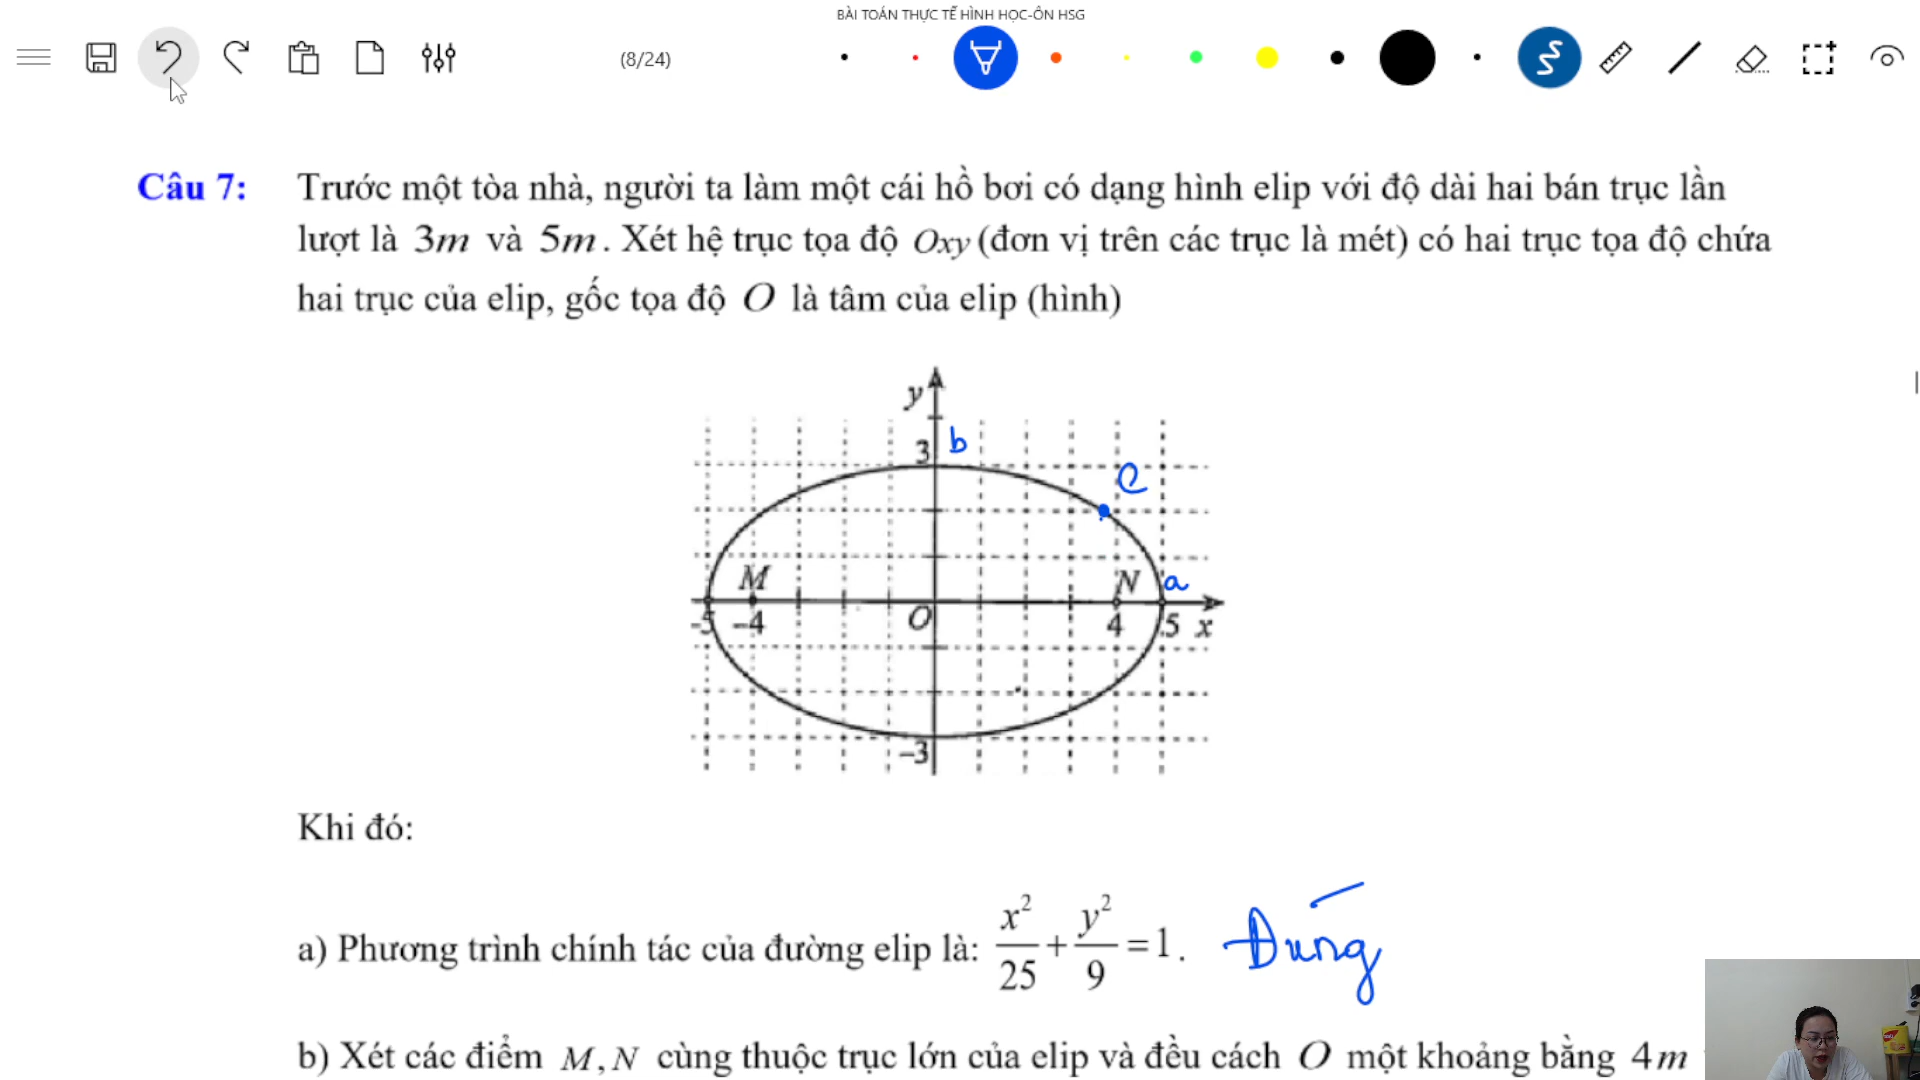 BÀI TOÁN THỰC TẾ HÌNH HỌC-ÔN HSG
(8/24)
Câu 7: Trước một tòa nhà, người ta làm một cái hồ bơi có dạng hình elip với độ dài hai bán trục lần
lượt là 3m và 5m. Xét hệ trục tọa độ Oxy (đơn vị trên các trục là mét) có hai trục tọa độ chứa
hai trục của elip, gốc tọa độ O là tâm của elip (hình)
y
3 b
C
M N a
-5 -4 O 4 5 x
-3
Khi đó:
a) Phương trình chính tác của đường elip là: x²/25 + y²/9 = 1. Đúng
b) Xét các điểm M, N cùng thuộc trục lớn của elip và đều cách O một khoảng bằng 4m